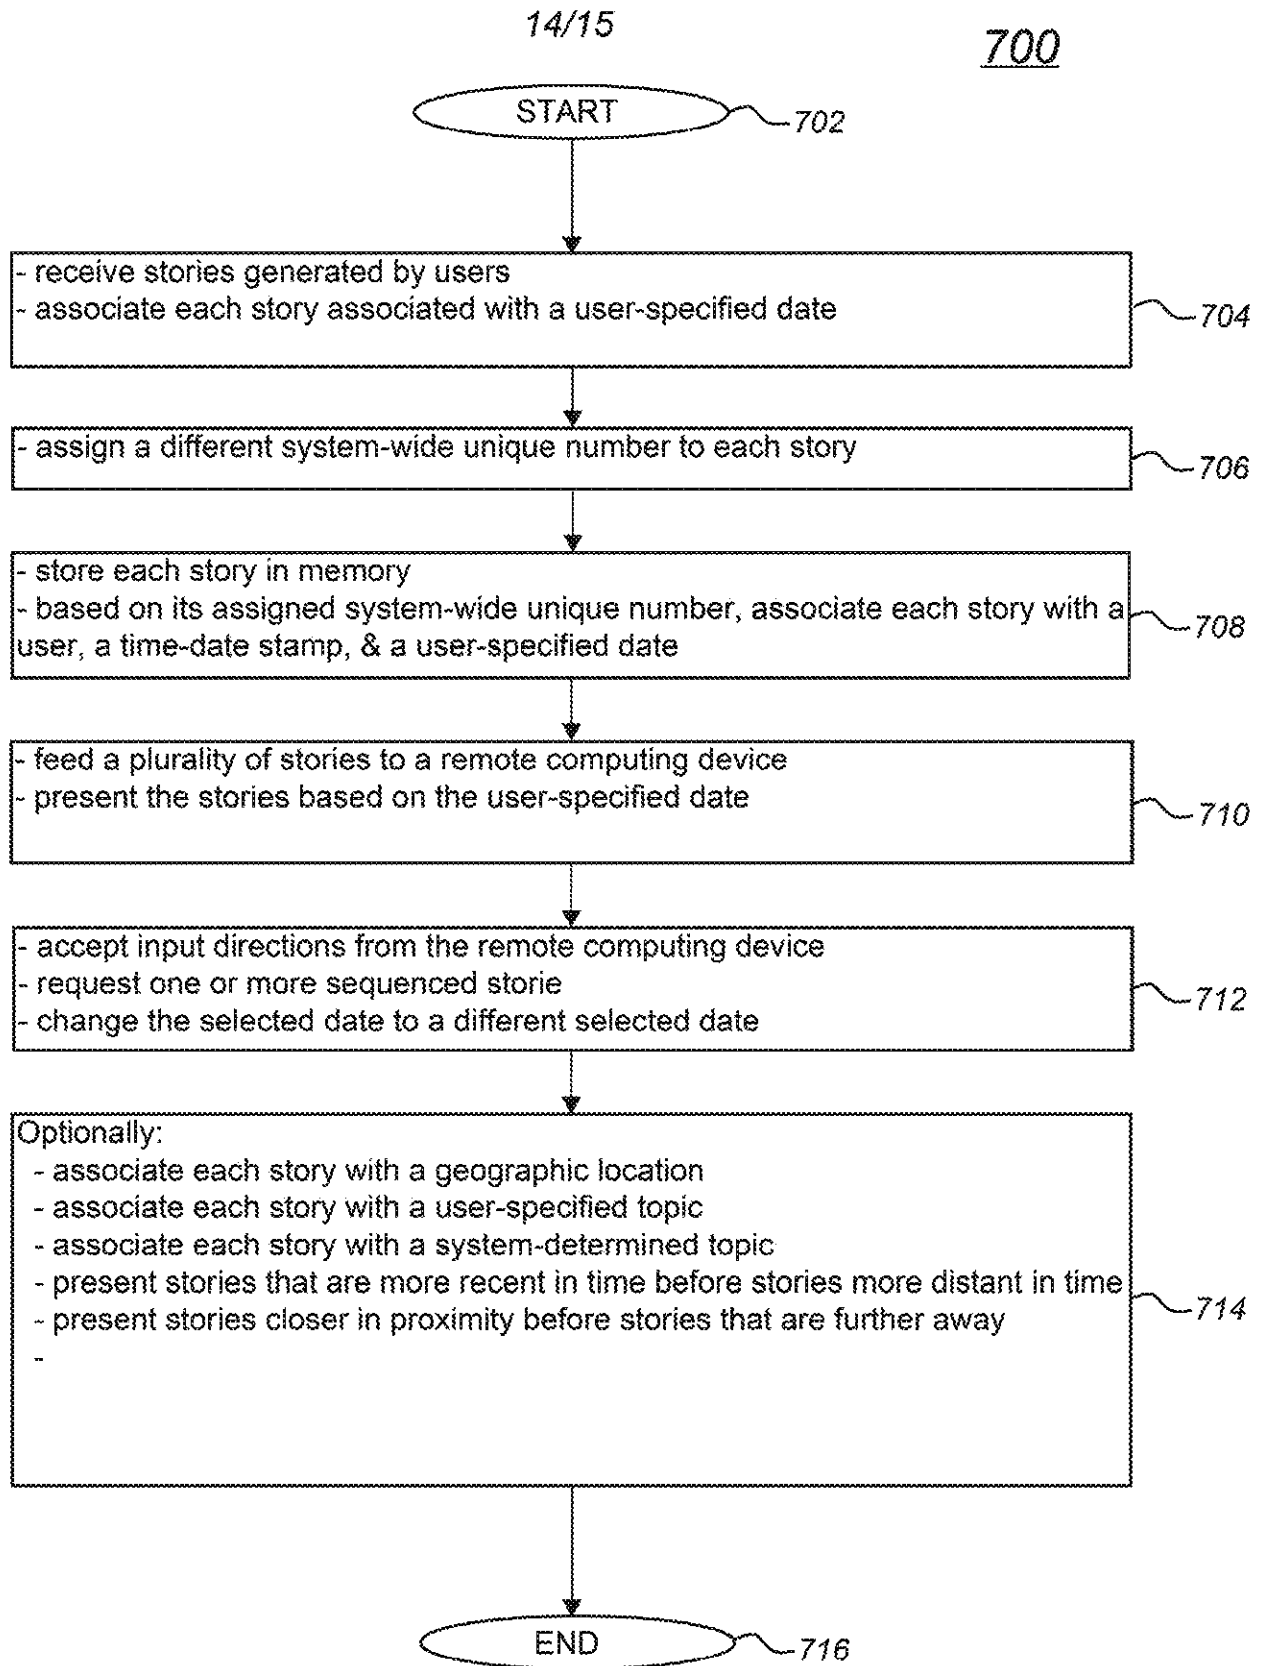 14/15
700
START
702
- receive stories generated by users
- associate each story associated with a user-specified date
704
- assign a different system-wide unique number to each story
706
- store each story in memory
- based on its assigned system-wide unique number, associate each story with a
user, a time-date stamp, & a user-specified date
708
- feed a plurality of stories to a remote computing device
- present the stories based on the user-specified date
710
- accept input directions from the remote computing device
- request one or more sequenced storie
- change the selected date to a different selected date
712
Optionally:
- associate each story with a geographic location
- associate each story with a user-specified topic
- associate each story with a system-determined topic
- present stories that are more recent in time before stories more distant in time
- present stories closer in proximity before stories that are further away
-
714
END
716